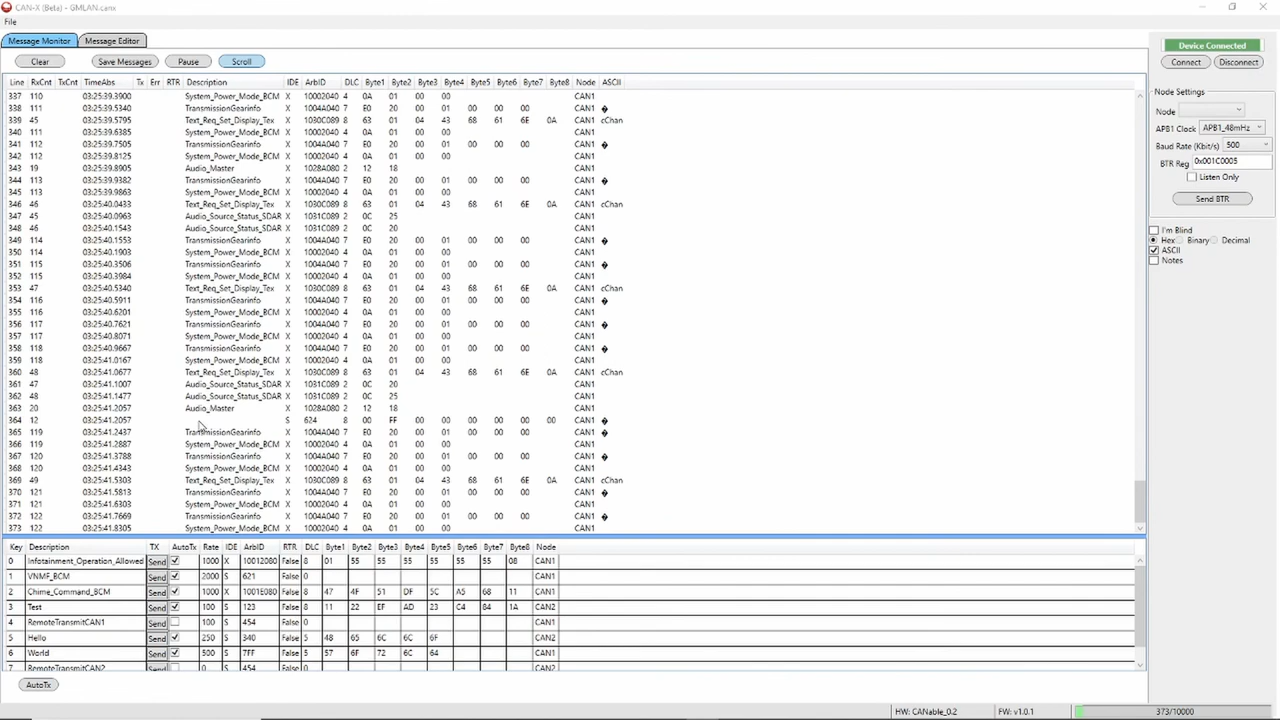 CAN-X (Beta) - GMLAN.canx
File
Message Monitor Message Editor
Clear Save Messages Pause Scroll
Line RxCnt TxCnt TimeAbs Tx Err RTR Description IDE ArbID DLC Byte1 Byte2 Byte3 Byte4 Byte5 Byte6 Byte7 Byte8 Node ASCII
337 110 03:25:39.3900 System_Power_Mode_BCM X 10002040 4 0A 01 00 00 CAN1
338 111 03:25:39.5340 TransmissionGearinfo X 1004A040 7 E0 20 00 01 00 00 00 CAN1 �
339 45 03:25:39.5795 Text_Req_Set_Display_Tex X 1030C089 8 63 01 04 43 68 61 6E 0A CAN1 cChan
340 111 03:25:39.6385 System_Power_Mode_BCM X 10002040 4 0A 01 00 00 CAN1
341 112 03:25:39.7505 TransmissionGearinfo X 1004A040 7 E0 20 00 01 00 00 00 CAN1 �
342 112 03:25:39.8125 System_Power_Mode_BCM X 10002040 4 0A 01 00 00 CAN1
343 19 03:25:39.8905 Audio_Master X 1028A080 2 12 18 CAN1
344 113 03:25:39.9382 TransmissionGearinfo X 1004A040 7 E0 20 00 01 00 00 00 CAN1 �
345 113 03:25:39.9863 System_Power_Mode_BCM X 10002040 4 0A 01 00 00 CAN1
346 46 03:25:40.0433 Text_Req_Set_Display_Tex X 1030C089 8 63 01 04 43 68 61 6E 0A CAN1 cChan
347 45 03:25:40.0963 Audio_Source_Status_SDAR X 1031C089 2 0C 25 CAN1
348 46 03:25:40.1543 Audio_Source_Status_SDAR X 1031C089 2 0C 25 CAN1
349 114 03:25:40.1553 TransmissionGearinfo X 1004A040 7 E0 20 00 01 00 00 00 CAN1 �
350 114 03:25:40.1903 System_Power_Mode_BCM X 10002040 4 0A 01 00 00 CAN1
351 115 03:25:40.3506 TransmissionGearinfo X 1004A040 7 E0 20 00 01 00 00 00 CAN1 �
352 115 03:25:40.3984 System_Power_Mode_BCM X 10002040 4 0A 01 00 00 CAN1
353 47 03:25:40.5340 Text_Req_Set_Display_Tex X 1030C089 8 63 01 04 43 68 61 6E 0A CAN1 cChan
354 116 03:25:40.5911 TransmissionGearinfo X 1004A040 7 E0 20 00 01 00 00 00 CAN1 �
355 116 03:25:40.6201 System_Power_Mode_BCM X 10002040 4 0A 01 00 00 CAN1
356 117 03:25:40.7621 TransmissionGearinfo X 1004A040 7 E0 20 00 01 00 00 00 CAN1 �
357 117 03:25:40.8071 System_Power_Mode_BCM X 10002040 4 0A 01 00 00 CAN1
358 118 03:25:40.9667 TransmissionGearinfo X 1004A040 7 E0 20 00 01 00 00 00 CAN1 �
359 118 03:25:41.0167 System_Power_Mode_BCM X 10002040 4 0A 01 00 00 CAN1
360 48 03:25:41.0677 Text_Req_Set_Display_Tex X 1030C089 8 63 01 04 43 68 61 6E 0A CAN1 cChan
361 47 03:25:41.1007 Audio_Source_Status_SDAR X 1031C089 2 0C 20 CAN1
362 48 03:25:41.1477 Audio_Source_Status_SDAR X 1031C089 2 0C 20 CAN1
363 20 03:25:41.2057 Audio_Master X 1028A080 2 12 18 CAN1
364 12 03:25:41.2057 S 624 8 00 FF 00 00 00 00 00 00 CAN1 �
365 119 03:25:41.2437 TransmissionGearinfo X 1004A040 7 E0 20 00 01 00 00 00 CAN1 �
366 119 03:25:41.2887 System_Power_Mode_BCM X 10002040 4 0A 01 00 00 CAN1
367 120 03:25:41.3788 TransmissionGearinfo X 1004A040 7 E0 20 00 01 00 00 00 CAN1 �
368 120 03:25:41.4343 System_Power_Mode_BCM X 10002040 4 0A 01 00 00 CAN1
369 49 03:25:41.5303 Text_Req_Set_Display_Tex X 1030C089 8 63 01 04 43 68 61 6E 0A CAN1 cChan
370 121 03:25:41.5813 TransmissionGearinfo X 1004A040 7 E0 20 00 01 00 00 00 CAN1 �
371 121 03:25:41.6303 System_Power_Mode_BCM X 10002040 4 0A 01 00 00 CAN1
372 122 03:25:41.7669 TransmissionGearinfo X 1004A040 7 E0 20 00 01 00 00 00 CAN1 �
373 122 03:25:41.8305 System_Power_Mode_BCM X 10002040 4 0A 01 00 00 CAN1
Key Description TX AutoTx Rate IDE ArbID RTR DLC Byte1 Byte2 Byte3 Byte4 Byte5 Byte6 Byte7 Byte8 Node
0 Infotainment_Operation_Allowed Send 1000 X 10012080 False 8 01 55 55 55 55 55 55 08 CAN1
1 VNMF_BCM Send 2000 S 621 False 0 CAN1
2 Chime_Command_BCM Send 1000 X 1001E080 False 8 47 4F 51 DF 5C A5 68 11 CAN1
3 Test Send 100 S 123 False 8 11 22 EF AD 23 C4 84 1A CAN2
4 RemoteTransmitCAN1 Send 100 S 454 False 0 CAN1
5 Hello Send 250 S 340 False 5 48 65 6C 6C 6F CAN2
6 World Send 500 S 7FF False 5 57 6F 72 6C 64 CAN1
7 RemoteTransmitCAN2 Send 0 S 454 False 0 CAN2
AutoTx
Device Connected
Connect Disconnect
Node Settings
Node
APB1 Clock APB1_48mHz
Baud Rate (Kbit/s) 500
BTR Reg 0x001C0005
Listen Only
Send BTR
I'm Blind
Hex Binary Decimal
ASCII
Notes
HW: CANable_0.2 FW: v1.0.1 373/10000